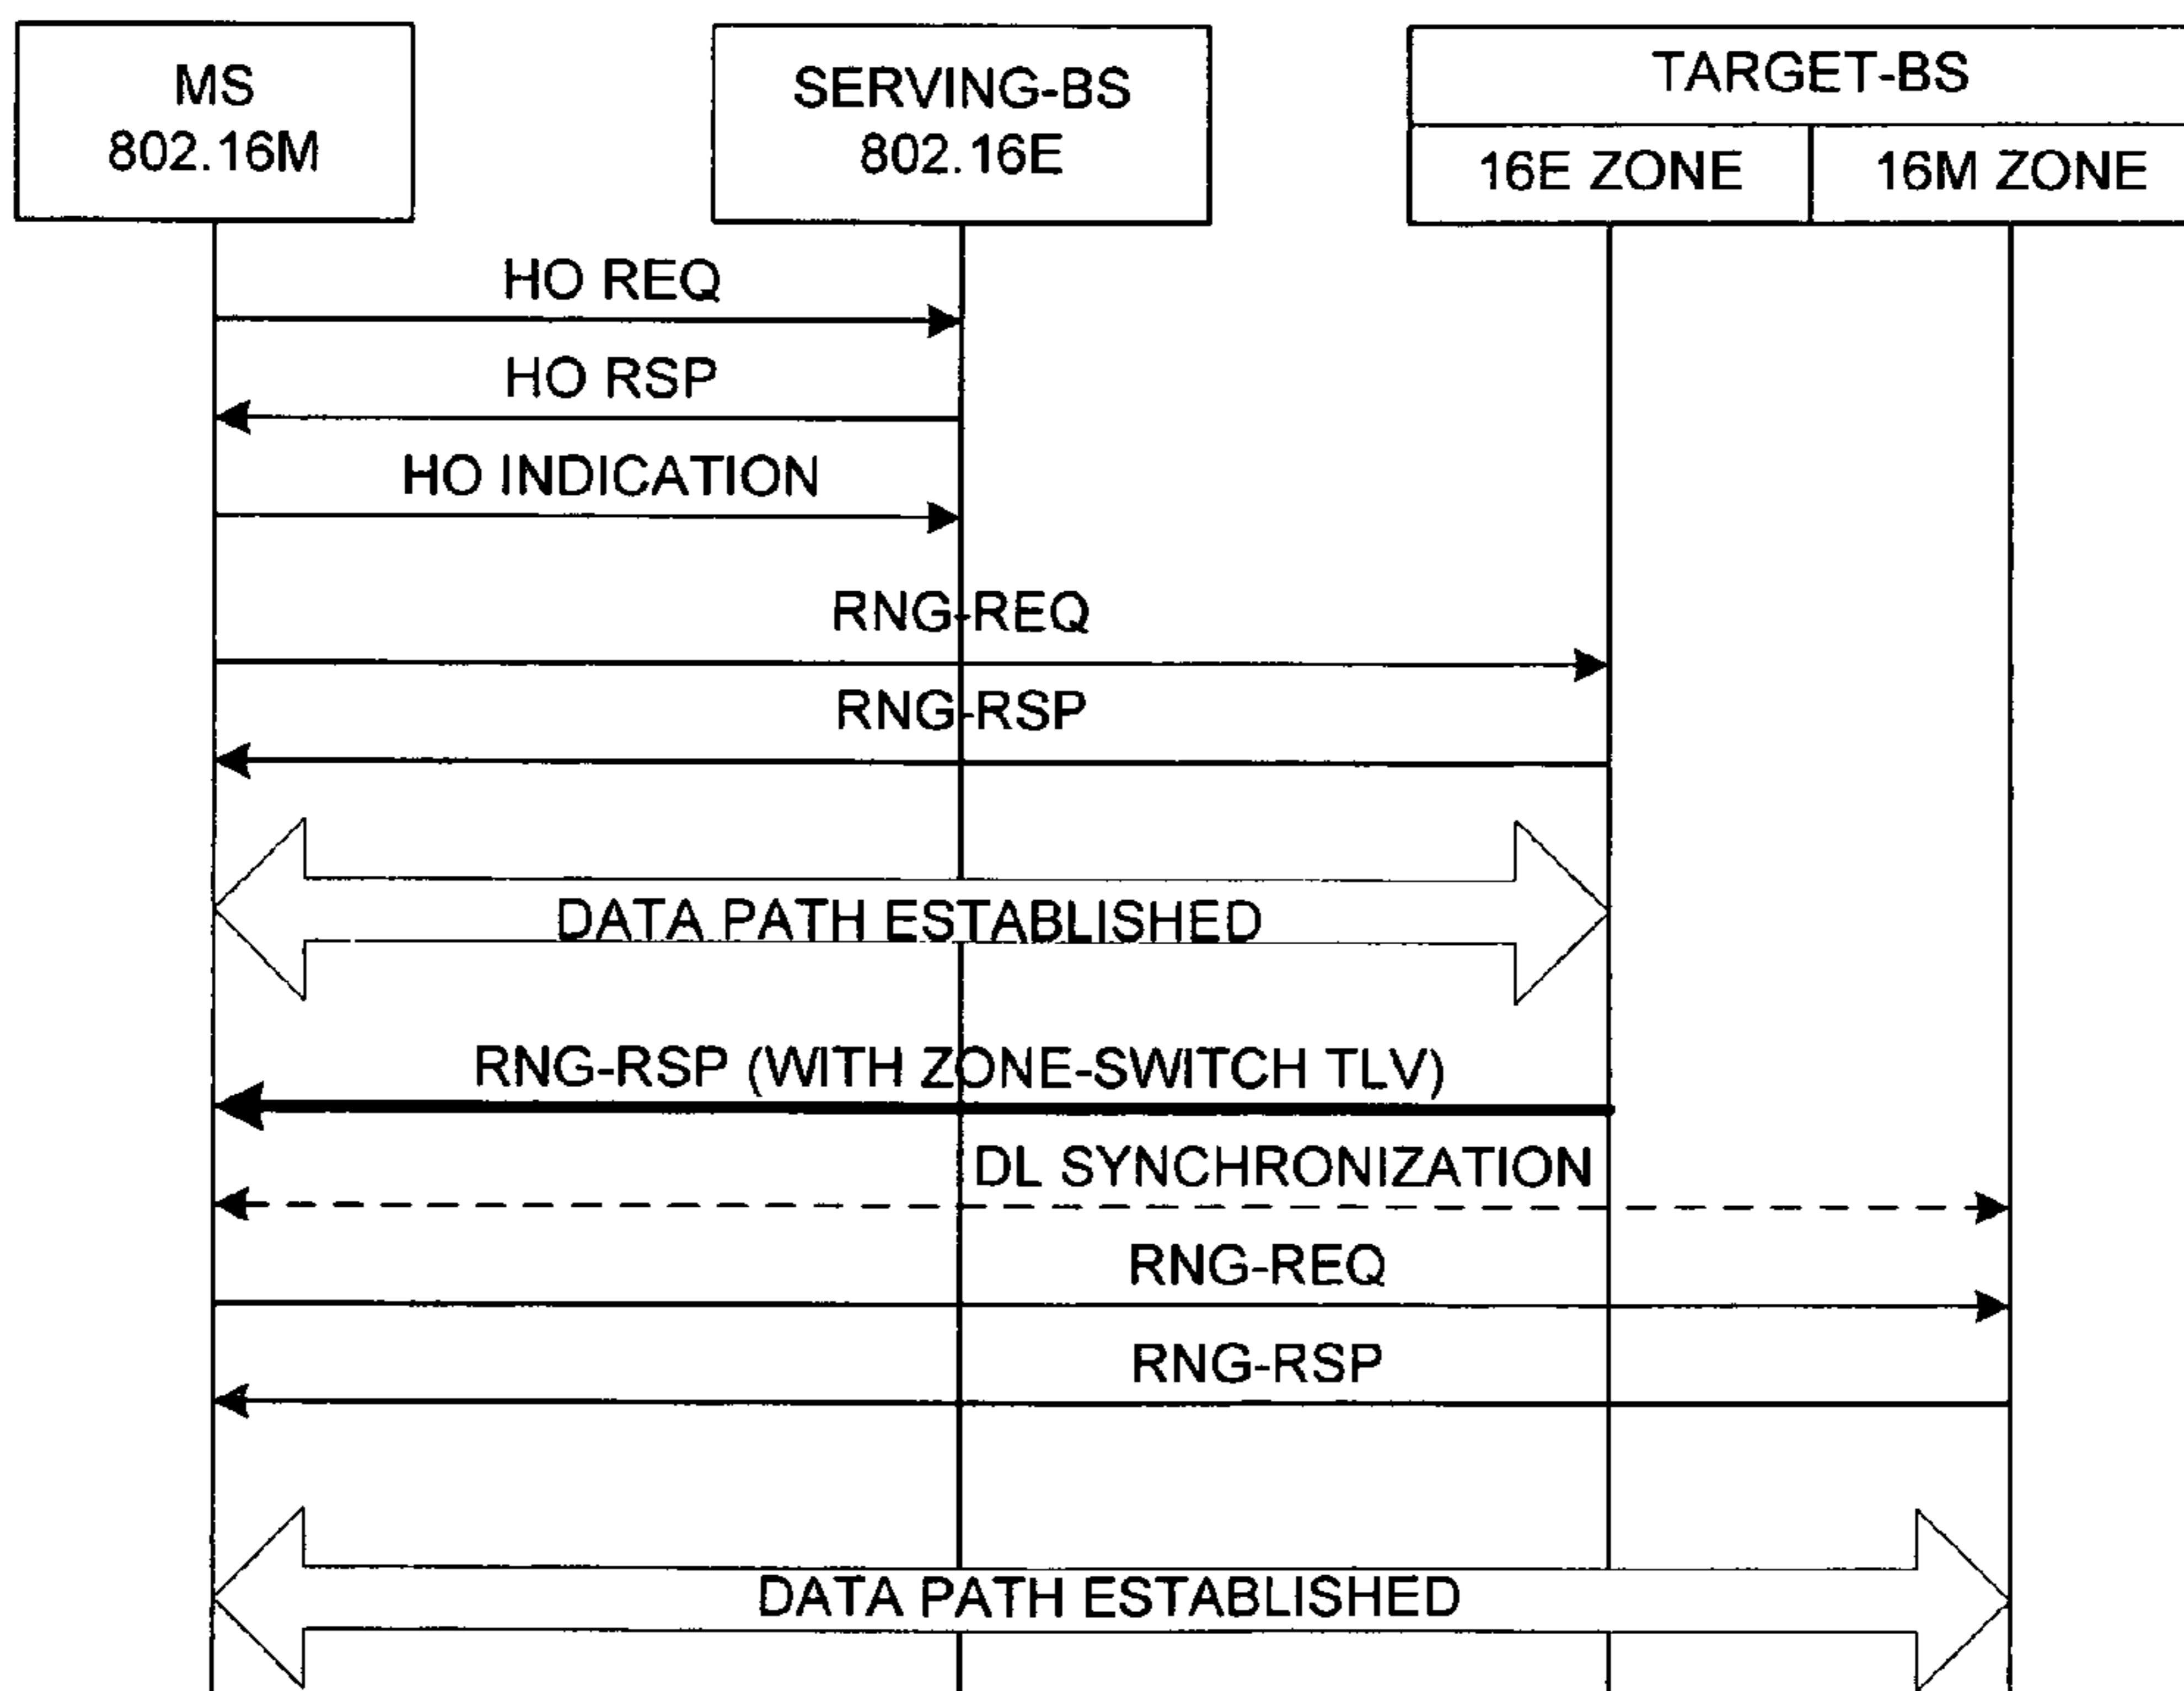 MS
802.16M
SERVING-BS
802.16E
TARGET-BS
16E ZONE
16M ZONE
HO REQ
HO RSP
HO INDICATION
RNG-REQ
RNG-RSP
DATA PATH ESTABLISHED
RNG-RSP (WITH ZONE-SWITCH TLV)
DL SYNCHRONIZATION
RNG-REQ
RNG-RSP
DATA PATH ESTABLISHED